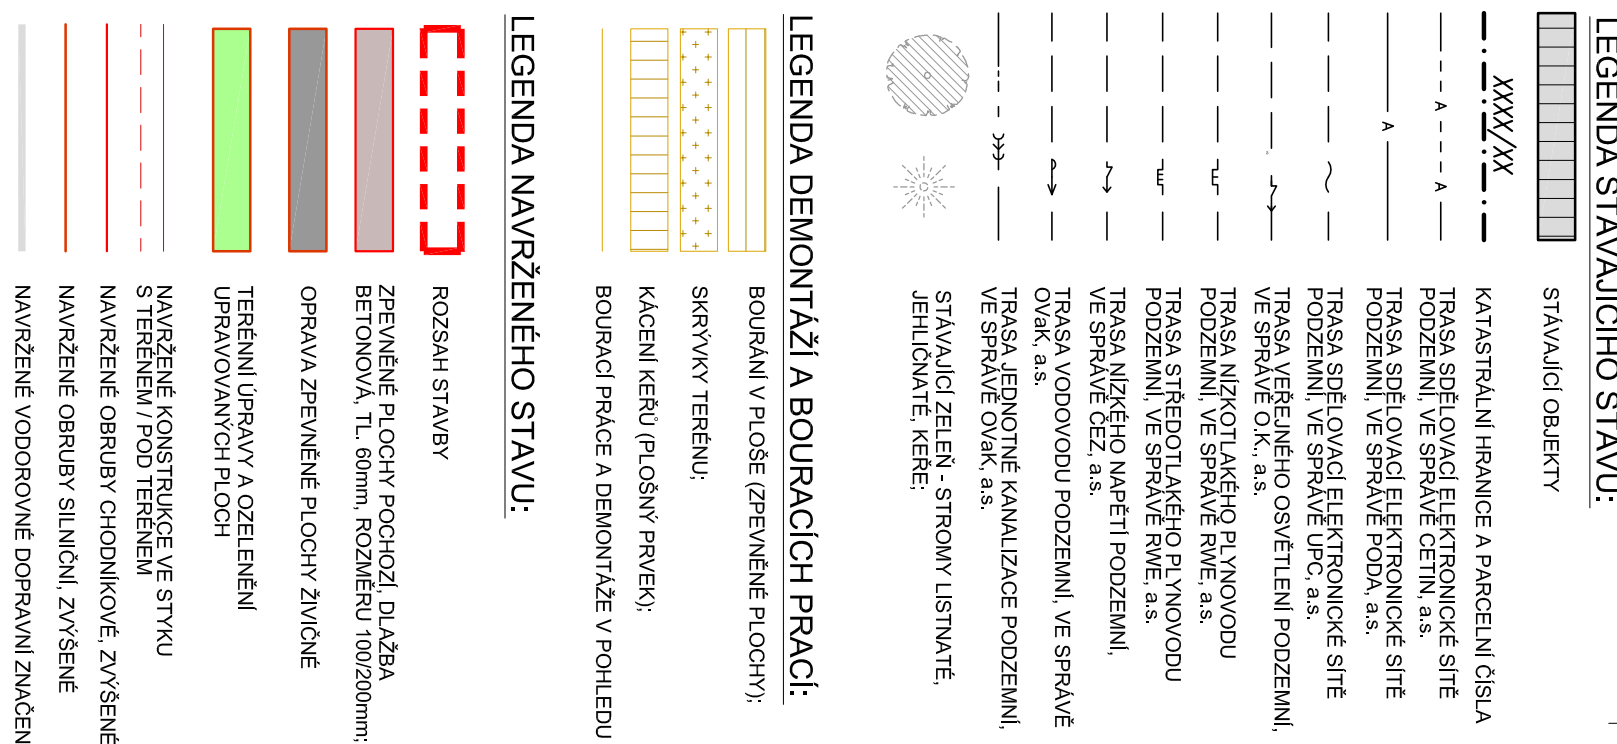 LEGENDA STÁVAJÍCÍHO STAVU:
STÁVAJÍCÍ OBJEKTY
XXXX/XX
KATASTRÁLNÍ HRANICE A PARCELNÍ ČÍSLA
A A
TRASA SDĚLOVACÍ ELEKTRONICKÉ SÍTĚ
PODZEMNÍ, VE SPRÁVĚ CETIN, a.s.
A
TRASA SDĚLOVACÍ ELEKTRONICKÉ SÍTĚ
PODZEMNÍ, VE SPRÁVĚ PODA, a.s.
TRASA SDĚLOVACÍ ELEKTRONICKÉ SÍTĚ
PODZEMNÍ, VE SPRÁVĚ UPC, a.s.
TRASA VEŘEJNÉHO OSVĚTLENÍ PODZEMNÍ,
VE SPRÁVĚ O.K., a.s.
TRASA NÍZKOTLAKÉHO PLYNOVODU
PODZEMNÍ, VE SPRÁVĚ RWE, a.s.
TRASA STŘEDOTLAKÉHO PLYNOVODU
PODZEMNÍ, VE SPRÁVĚ RWE, a.s.
TRASA NÍZKÉHO NAPĚTÍ PODZEMNÍ,
VE SPRÁVĚ ČEZ, a.s.
TRASA VODOVODU PODZEMNÍ, VE SPRÁVĚ
OVaK, a.s.
TRASA JEDNOTNÉ KANALIZACE PODZEMNÍ,
VE SPRÁVĚ OVaK, a.s.
STÁVAJÍCÍ ZELEŇ - STROMY LISTNATÉ,
JEHLIČNATÉ, KEŘE;
LEGENDA DEMONTÁŽÍ A BOURACÍCH PRACÍ:
BOURÁNÍ V PLOŠE (ZPEVNĚNÉ PLOCHY);
SKRÝVKY TERÉNU;
KÁCENÍ KEŘŮ (PLOŠNÝ PRVEK);
BOURACÍ PRÁCE A DEMONTÁŽE V POHLEDU
LEGENDA NAVRŽENÉHO STAVU:
ROZSAH STAVBY
ZPEVNĚNÉ PLOCHY POCHOZÍ, DLAŽBA
BETONOVÁ, TL. 60mm, ROZMĚRU 100/200mm;
OPRAVA ZPEVNĚNÉ PLOCHY ŽIVIČNÉ
TERÉNNÍ ÚPRAVY A OZELENĚNÍ
UPRAVOVANÝCH PLOCH
NAVRŽENÉ KONSTRUKCE VE STYKU
S TERÉNEM / POD TERÉNEM
NAVRŽENÉ OBRUBY CHODNÍKOVÉ, ZVÝŠENÉ
NAVRŽENÉ OBRUBY SILNIČNÍ, ZVÝŠENÉ
NAVRŽENÉ VODOROVNÉ DOPRAVNÍ ZNAČEN